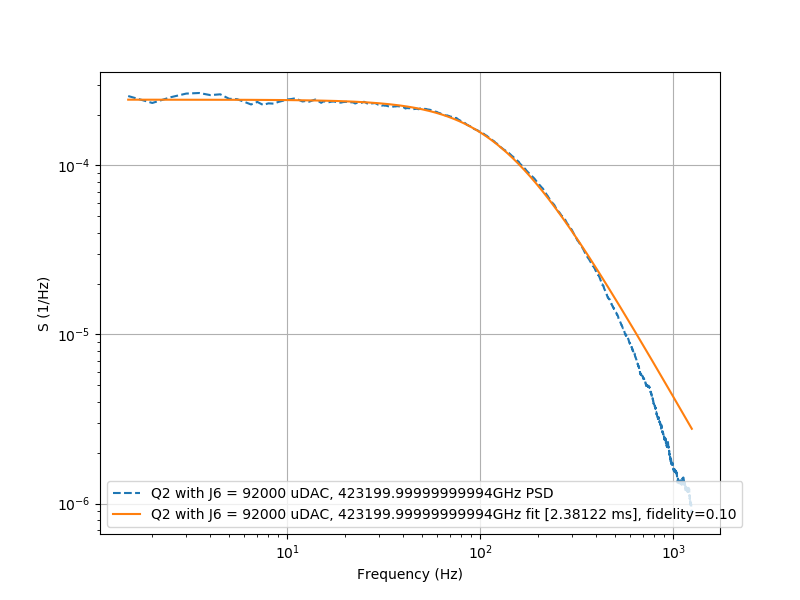 10⁻⁴
10⁻⁵
10⁻⁶
S (1/Hz)
10¹
10²
10³
Frequency (Hz)
Q2 with J6 = 92000 uDAC, 423199.99999999994GHz PSD
Q2 with J6 = 92000 uDAC, 423199.99999999994GHz fit [2.38122 ms], fidelity=0.10